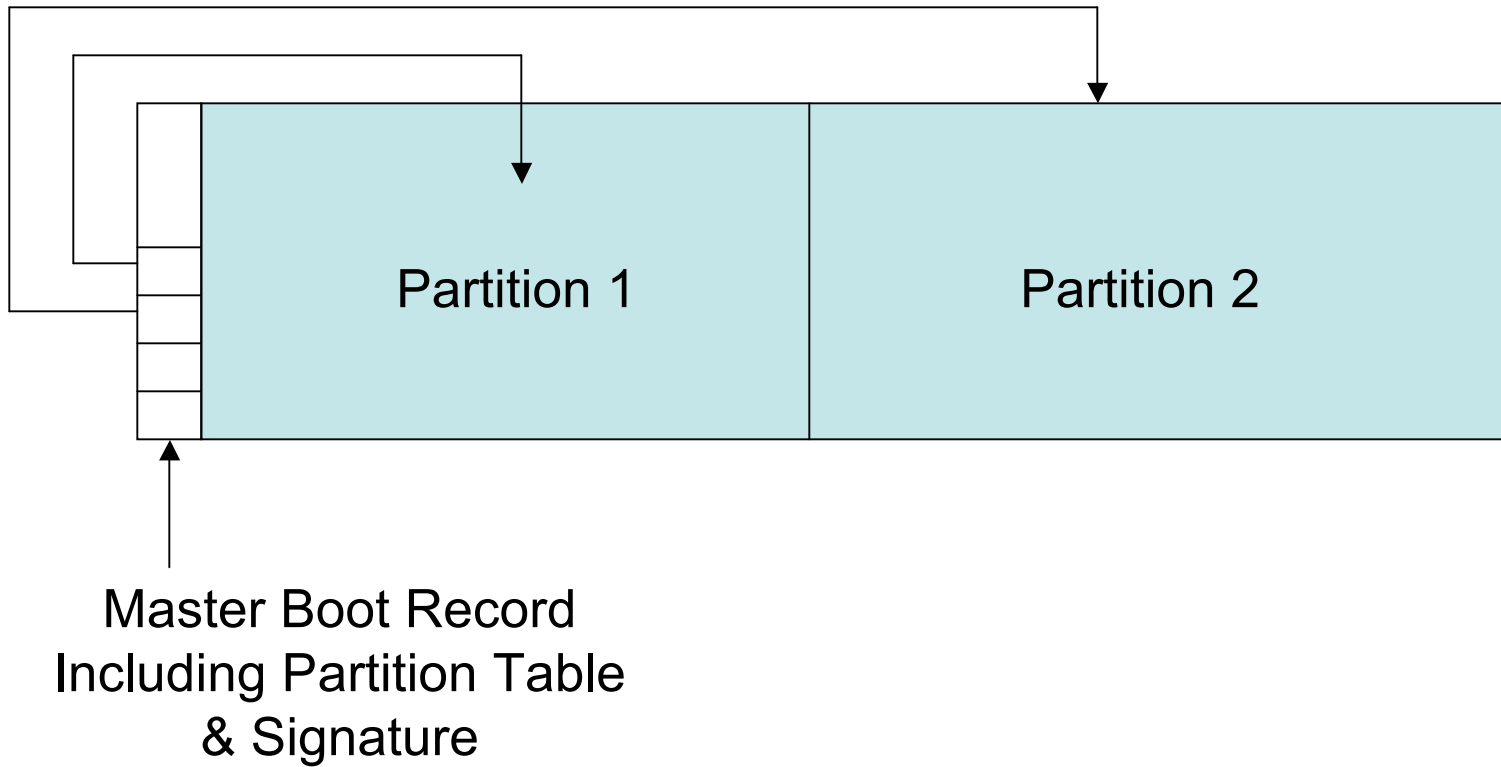 Partition 1
Partition 2
Master Boot Record
Including Partition Table
& Signature